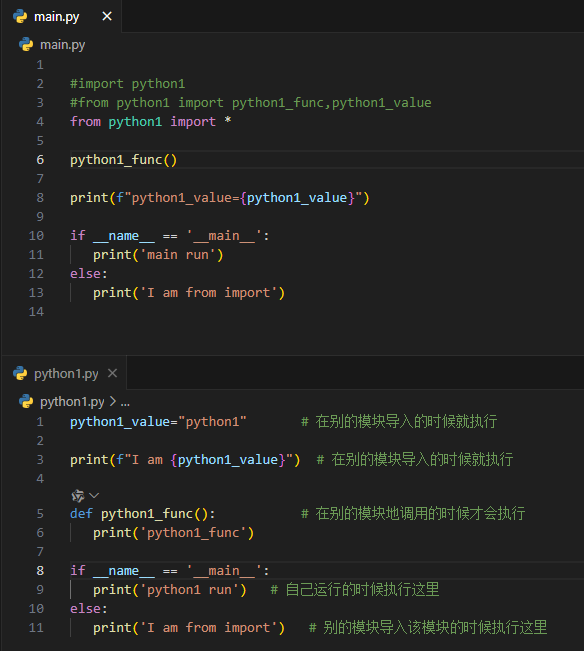 main.py ×
main.py
1
2 #import python1
3 #from python1 import python1_func,python1_value
4 from python1 import *
5
6 python1_func()
7
8 print(f"python1_value={python1_value}")
9
10 if __name__ == '__main__':
11 print('main run')
12 else:
13 print('I am from import')
14
python1.py ×
python1.py > ...
1 python1_value="python1" # 在别的模块导入的时候就执行
2
3 print(f"I am {python1_value}") # 在别的模块导入的时候就执行
4
5 def python1_func(): # 在别的模块地调用的时候才会执行
6 print('python1_func')
7
8 if __name__ == '__main__':
9 print('python1 run') # 自己运行的时候执行这里
10 else:
11 print('I am from import') # 别的模块导入该模块的时候执行这里